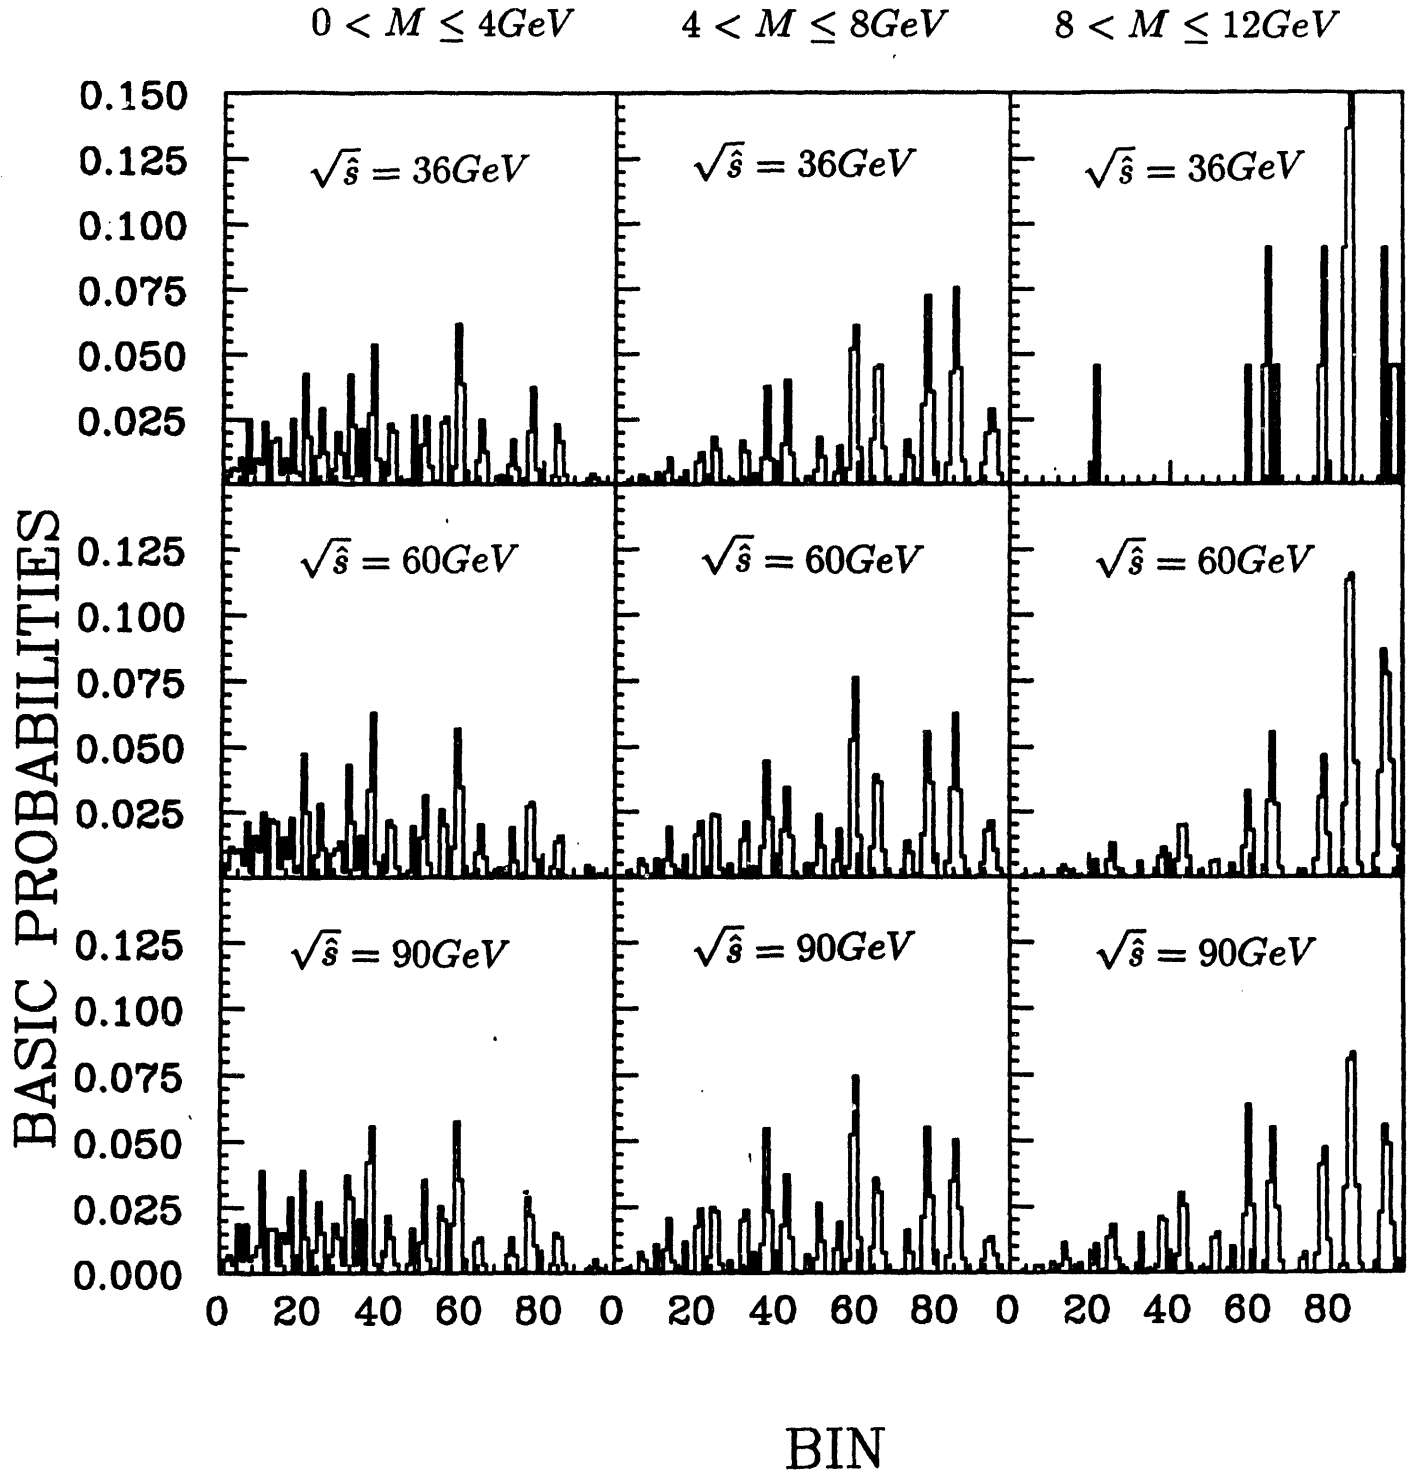 0 < M ≤ 4GeV 4 < M ≤ 8GeV 8 < M ≤ 12GeV
0.150
0.125
√ŝ = 36GeV √ŝ = 36GeV √ŝ = 36GeV
0.100
0.075
0.050
0.025
0.125
√ŝ = 60GeV √ŝ = 60GeV √ŝ = 60GeV
0.100
0.075
0.050
0.025
0.125
√ŝ = 90GeV √ŝ = 90GeV √ŝ = 90GeV
0.100
0.075
0.050
0.025
0.000
BASIC PROBABILITIES
0 20 40 60 80 0 20 40 60 80 0 20 40 60 80
BIN